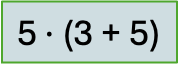 5 · (3 + 5)